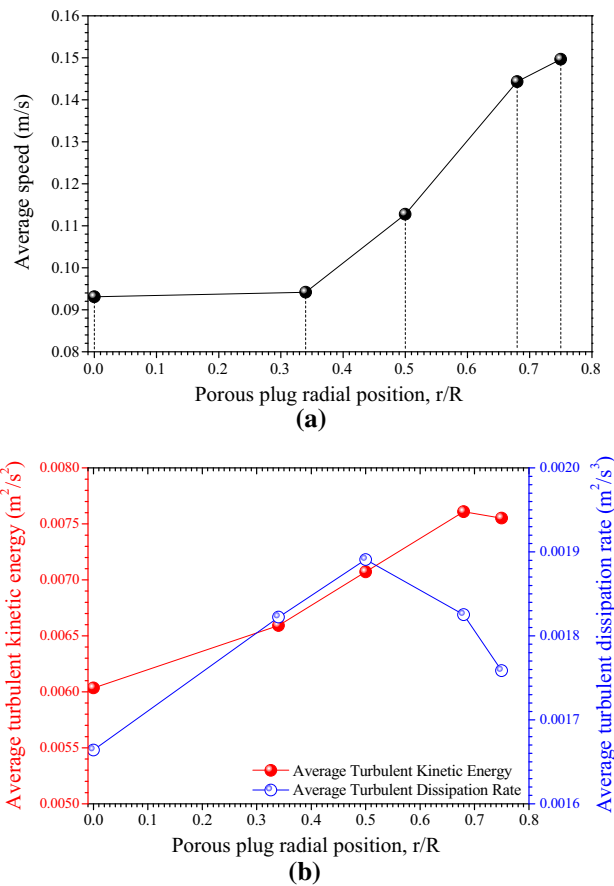 0.16
0.15
0.14
0.13
0.12
0.11
0.10
0.09
0.08
Average speed (m/s)
0.0 0.1 0.2 0.3 0.4 0.5 0.6 0.7 0.8
Porous plug radial position, r/R
(a)
0.0080
0.0075
0.0070
0.0065
0.0060
0.0055
0.0050
Average turbulent kinetic energy (m²/s²)
0.0020
0.0019
0.0018
0.0017
0.0016
Average turbulent dissipation rate (m²/s³)
Average Turbulent Kinetic Energy
Average Turbulent Dissipation Rate
0.0 0.1 0.2 0.3 0.4 0.5 0.6 0.7 0.8
Porous plug radial position, r/R
(b)